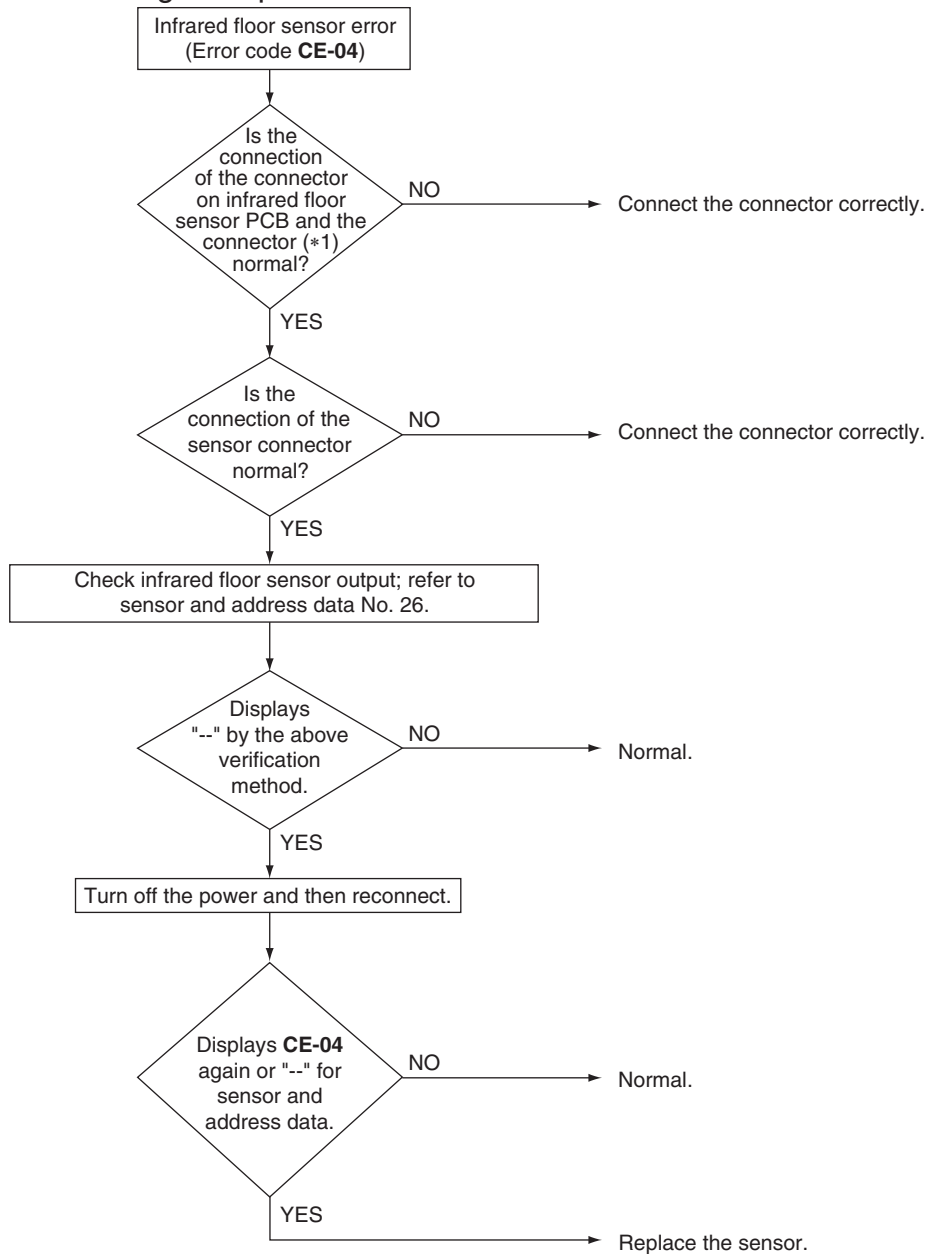 Infrared floor sensor error
(Error code CE-04)
Is the
connection
of the connector
on infrared floor
sensor PCB and the
connector (*1)
normal?
NO
Connect the connector correctly.
YES
Is the
connection of the
sensor connector
normal?
NO
Connect the connector correctly.
YES
Check infrared floor sensor output; refer to
sensor and address data No. 26.
Displays
"--" by the above
verification
method.
NO
Normal.
YES
Turn off the power and then reconnect.
Displays CE-04
again or "--" for
sensor and
address data.
NO
Normal.
YES
Replace the sensor.